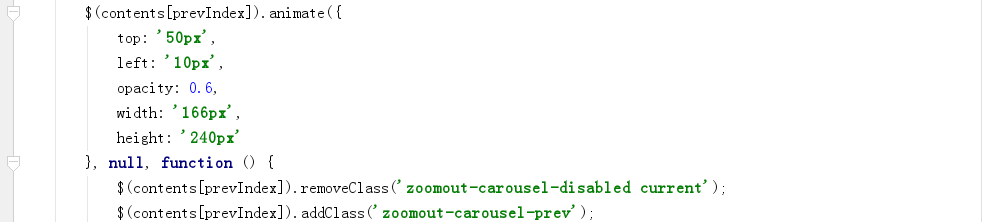 $(contents[prevIndex]).animate({
top: '50px',
left: '10px',
opacity: 0.6,
width: '166px',
height: '240px'
}, null, function () {
$(contents[prevIndex]).removeClass('zoomout-carousel-disabled current');
$(contents[prevIndex]).addClass('zoomout-carousel-prev');